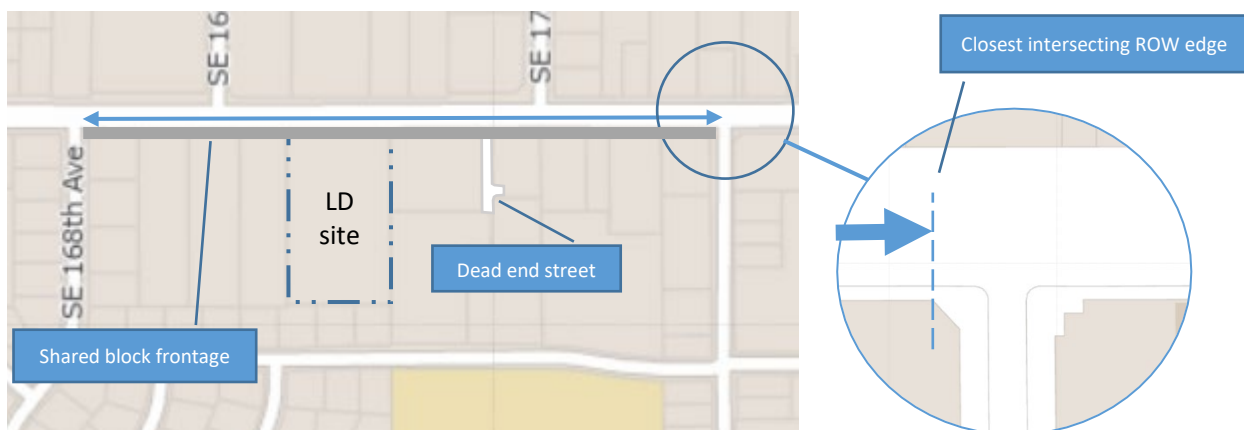 SE 16
SE 17
Closest intersecting ROW edge
SE 168th Ave
LD
site
Dead end street
Shared block frontage